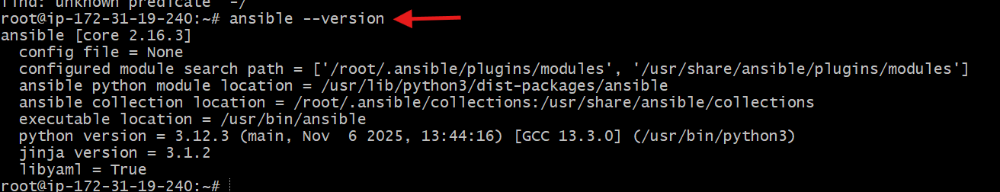 find: unknown predicate `-/'
root@ip-172-31-19-240:~# ansible --version
ansible [core 2.16.3]
  config file = None
  configured module search path = ['/root/.ansible/plugins/modules', '/usr/share/ansible/plugins/modules']
  ansible python module location = /usr/lib/python3/dist-packages/ansible
  ansible collection location = /root/.ansible/collections:/usr/share/ansible/collections
  executable location = /usr/bin/ansible
  python version = 3.12.3 (main, Nov  6 2025, 13:44:16) [GCC 13.3.0] (/usr/bin/python3)
  jinja version = 3.1.2
  libyaml = True
root@ip-172-31-19-240:~#